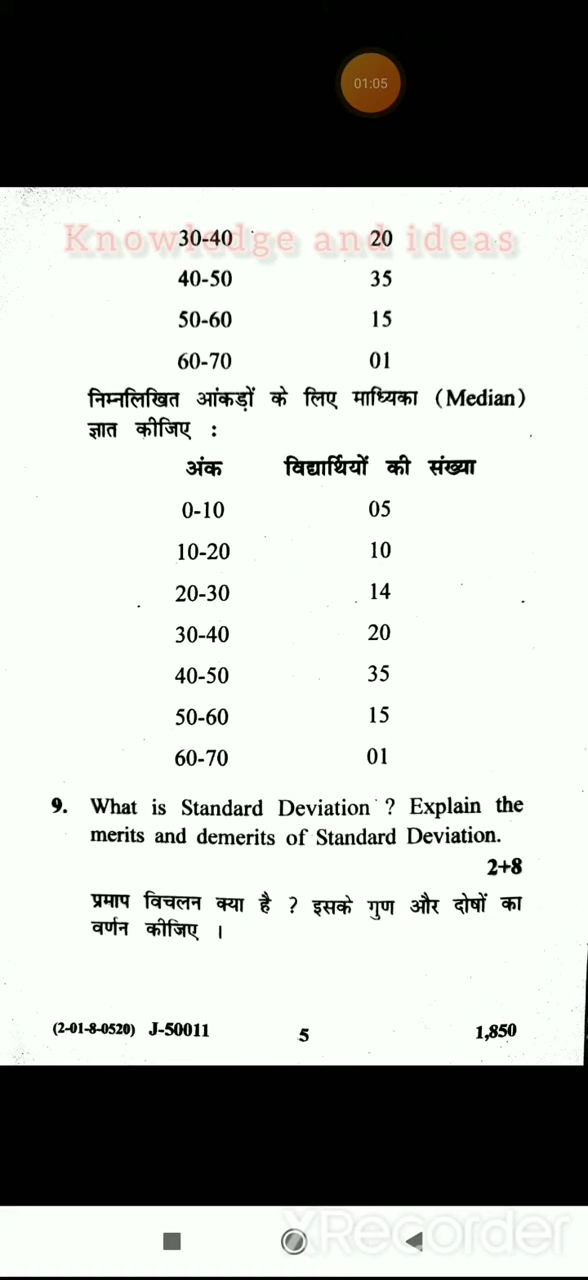 01:05
Knowledge and ideas
30-40 20
40-50 35
50-60 15
60-70 01
निम्नलिखित आंकड़ों के लिए माध्यिका (Median)
ज्ञात कीजिए :
अंक विद्यार्थियों की संख्या
0-10 05
10-20 10
20-30 14
30-40 20
40-50 35
50-60 15
60-70 01
9. What is Standard Deviation ? Explain the
merits and demerits of Standard Deviation.
2+8
प्रमाप विचलन क्या है ? इसके गुण और दोषों का
वर्णन कीजिए ।
(2-01-8-0520) J-50011 5 1,850
XRecorder